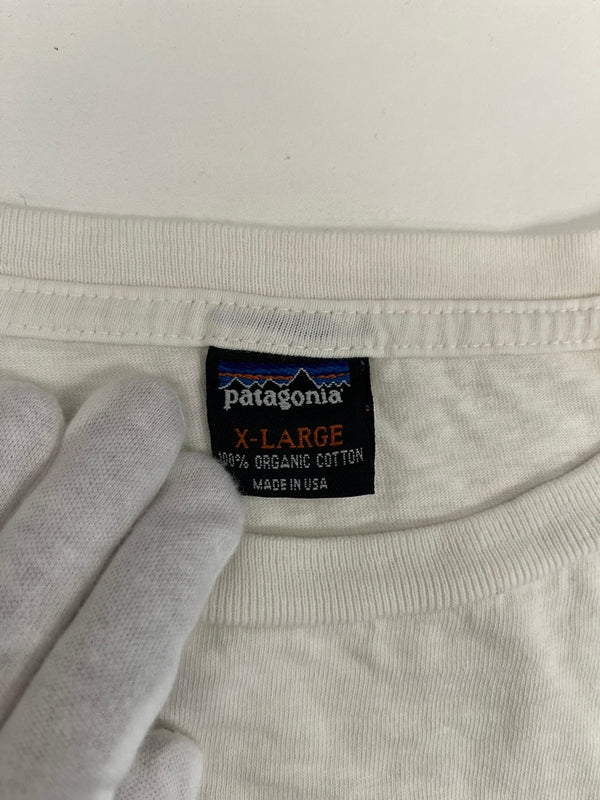 patagonia
X-LARGE
100% ORGANIC COTTON
MADE IN USA